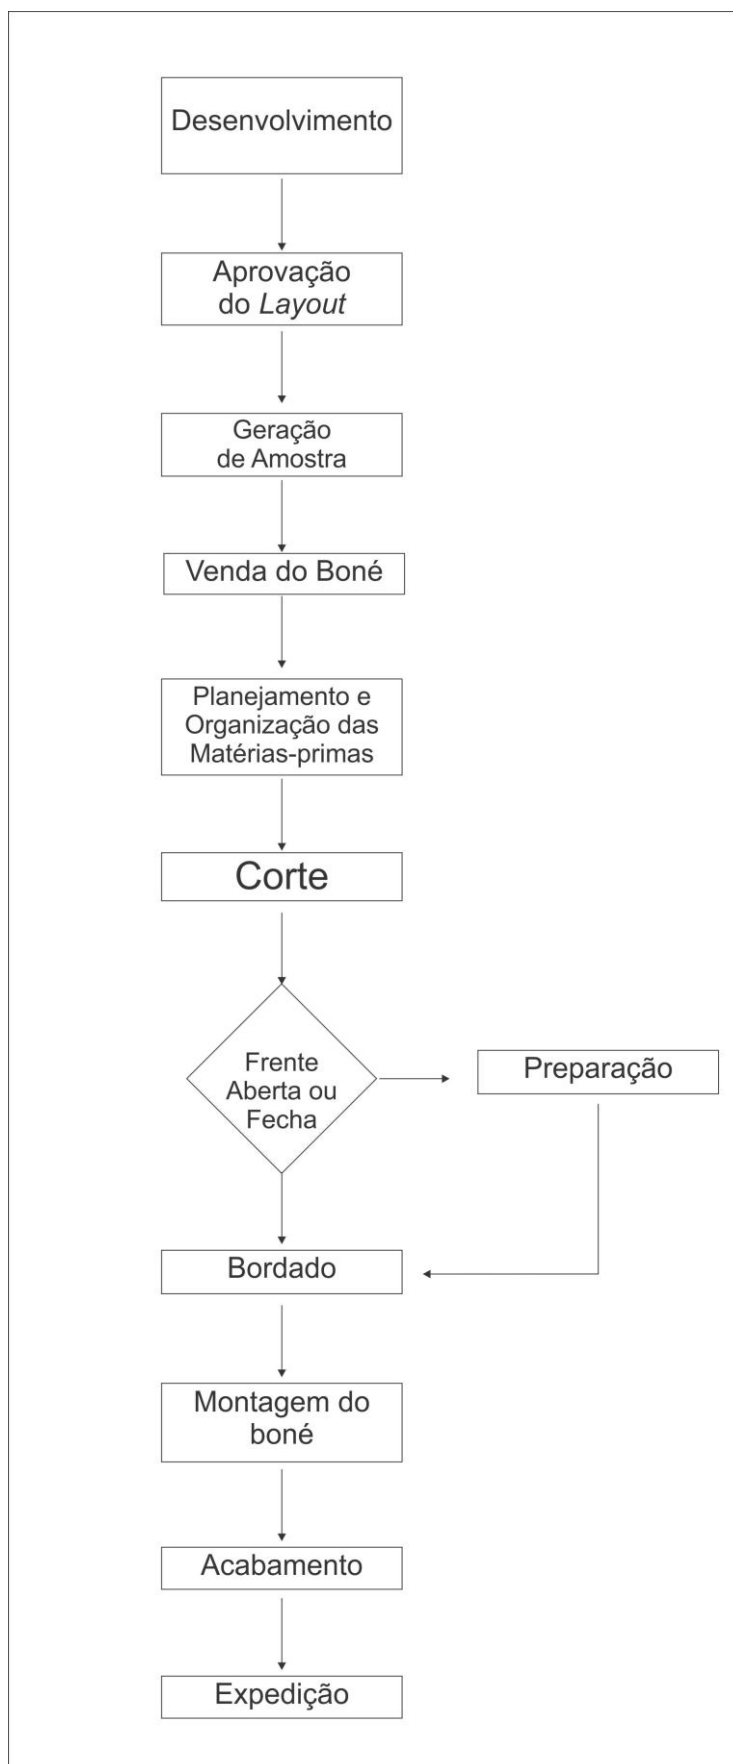 Desenvolvimento
Aprovação
do Layout
Geração
de Amostra
Venda do Boné
Planejamento e
Organização das
Matérias-primas
Corte
Frente
Aberta ou
Fecha
Preparação
Bordado
Montagem do
boné
Acabamento
Expedição